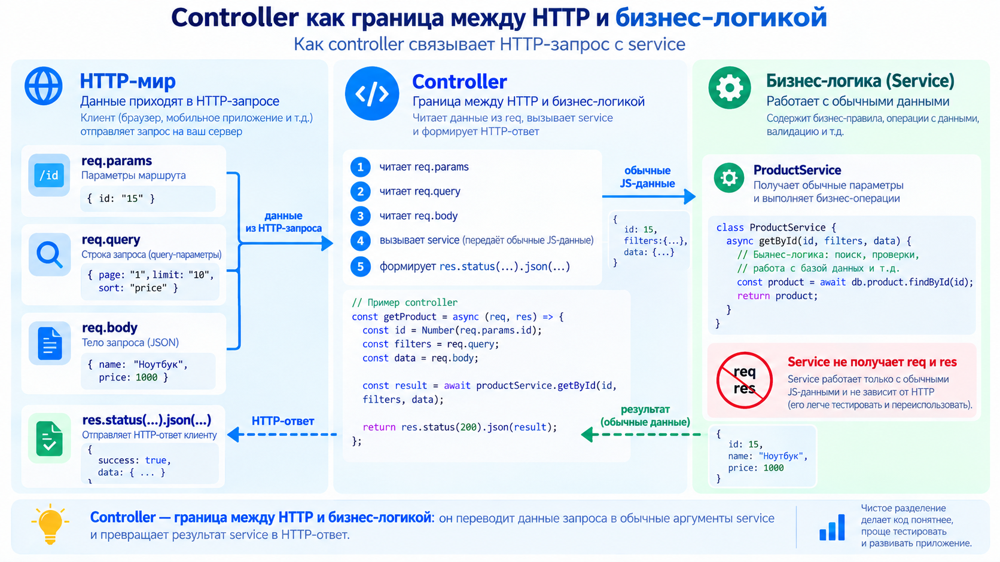 Controller как граница между HTTP и бизнес-логикой
Как controller связывает HTTP-запрос с service
HTTP-мир
Данные приходят в HTTP-запросе
Клиент (браузер, мобильное приложение и т.д.)
отправляет запрос на ваш сервер
/id
req.params
Параметры маршрута
{ id: "15" }
req.query
Строка запроса (query-параметры)
{ page: "1", limit: "10",
sort: "price" }
req.body
Тело запроса (JSON)
{ name: "Ноутбук",
price: 1000 }
res.status(...).json(...)
Отправляет HTTP-ответ клиенту
{
success: true,
data: { ... }
}
данные
из HTTP-запроса
HTTP-ответ
</>
Controller
Граница между HTTP и бизнес-логикой
Читает данные из req, вызывает service
и формирует HTTP-ответ
1 читает req.params
2 читает req.query
3 читает req.body
4 вызывает service (передаёт обычные JS-данные)
5 формирует res.status(...).json(...)
// Пример controller
const getProduct = async (req, res) => {
const id = Number(req.params.id);
const filters = req.query;
const data = req.body;
const result = await productService.getById(id,
filters, data);
return res.status(200).json(result);
};
обычные
JS-данные
{
id: 15,
filters:{...},
data: {...}
}
результат
(обычные данные)
Бизнес-логика (Service)
Работает с обычными данными
Содержит бизнес-правила, операции с данными,
валидацию и т.д.
ProductService
Получает обычные параметры
и выполняет бизнес-операции
class ProductService {
async getById(id, filters, data) {
// Быянес-логика: поиск, проверки,
// работа с базой данных и т.д.
const product = await db.product.findById(id);
return product;
}
}
req
res
Service не получает req и res
Service работает только с обычными
JS-данными и не зависит от HTTP
(его легче тестировать и переиспользовать).
{
id: 15,
name: "Ноутбук",
price: 1000
}
Controller — граница между HTTP и бизнес-логикой: он переводит данные запроса в обычные аргументы service
и превращает результат service в HTTP-ответ.
Чистое разделение
делает код понятнее,
проще тестировать
и развивать приложение.